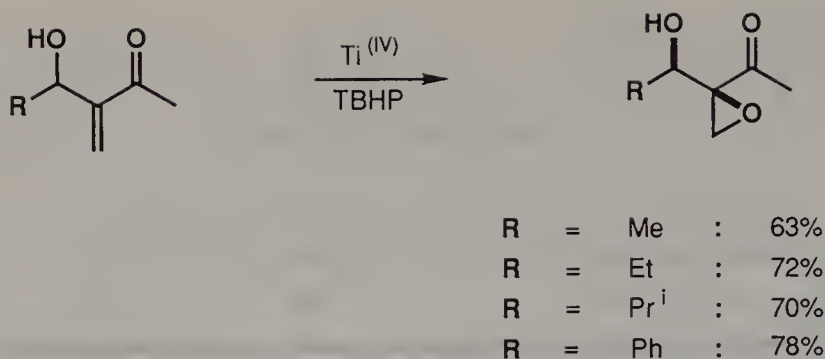 HO
O
R
Ti (IV)
TBHP
HO
O
R
O
R = Me : 63%
R = Et : 72%
R = Pr i : 70%
R = Ph : 78%